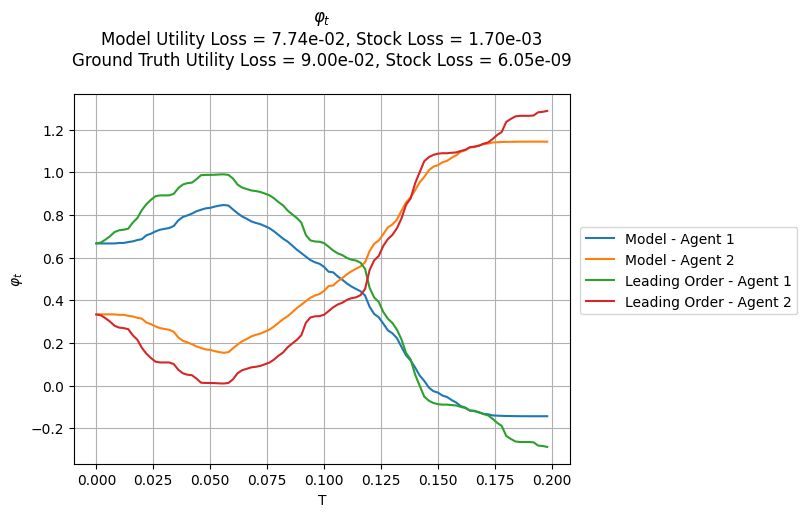 φ_t
Model Utility Loss = 7.74e-02, Stock Loss = 1.70e-03
Ground Truth Utility Loss = 9.00e-02, Stock Loss = 6.05e-09
1.2
1.0
0.8
0.6
0.4
0.2
0.0
−0.2
φ_t
0.000 0.025 0.050 0.075 0.100 0.125 0.150 0.175 0.200
T
Model - Agent 1
Model - Agent 2
Leading Order - Agent 1
Leading Order - Agent 2